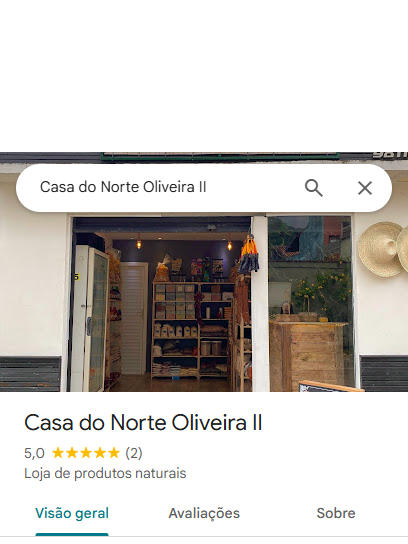 Casa do Norte Oliveira II
Casa do Norte Oliveira II
5,0 ★★★★★ (2)
Loja de produtos naturais
Visão geral Avaliações Sobre